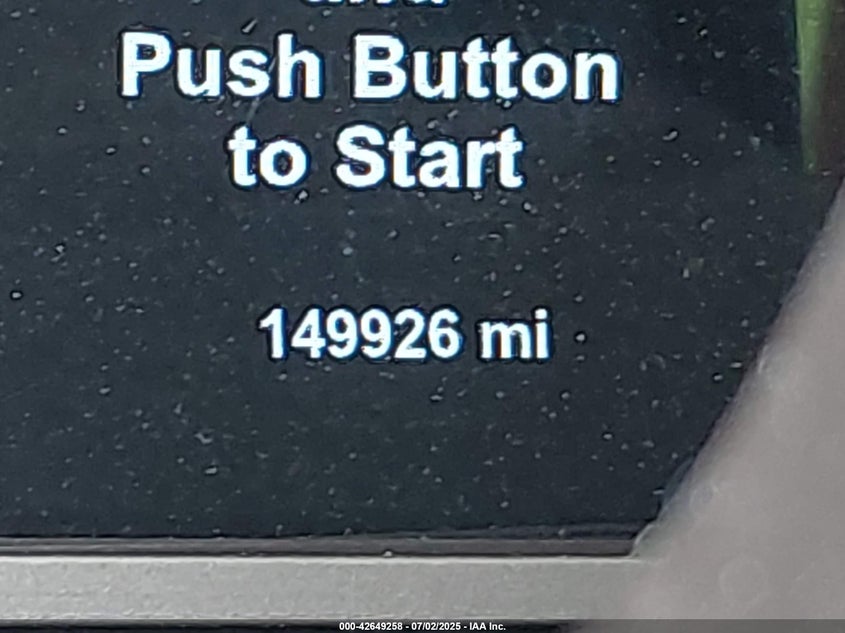 Push Button
to Start
149926 mi
000-42649258 - 07/02/2025 - IAA Inc.